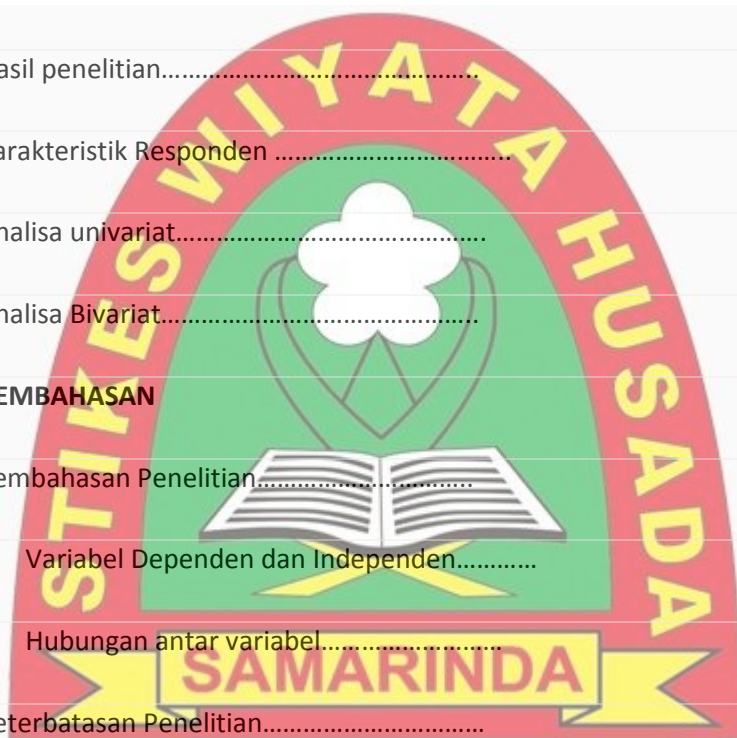 asil penelitian……………………………………..
arakteristik Responden ……………………………..
nalisa univariat…………………………………….
nalisa Bivariat……………………………………..
EMBAHASAN
embahasan Penelitian………………………..
Variabel Dependen dan Independen…………
Hubungan antar variabel……………………
eterbatasan Penelitian…………………………
STIKES WIYATA HUSADA
SAMARINDA